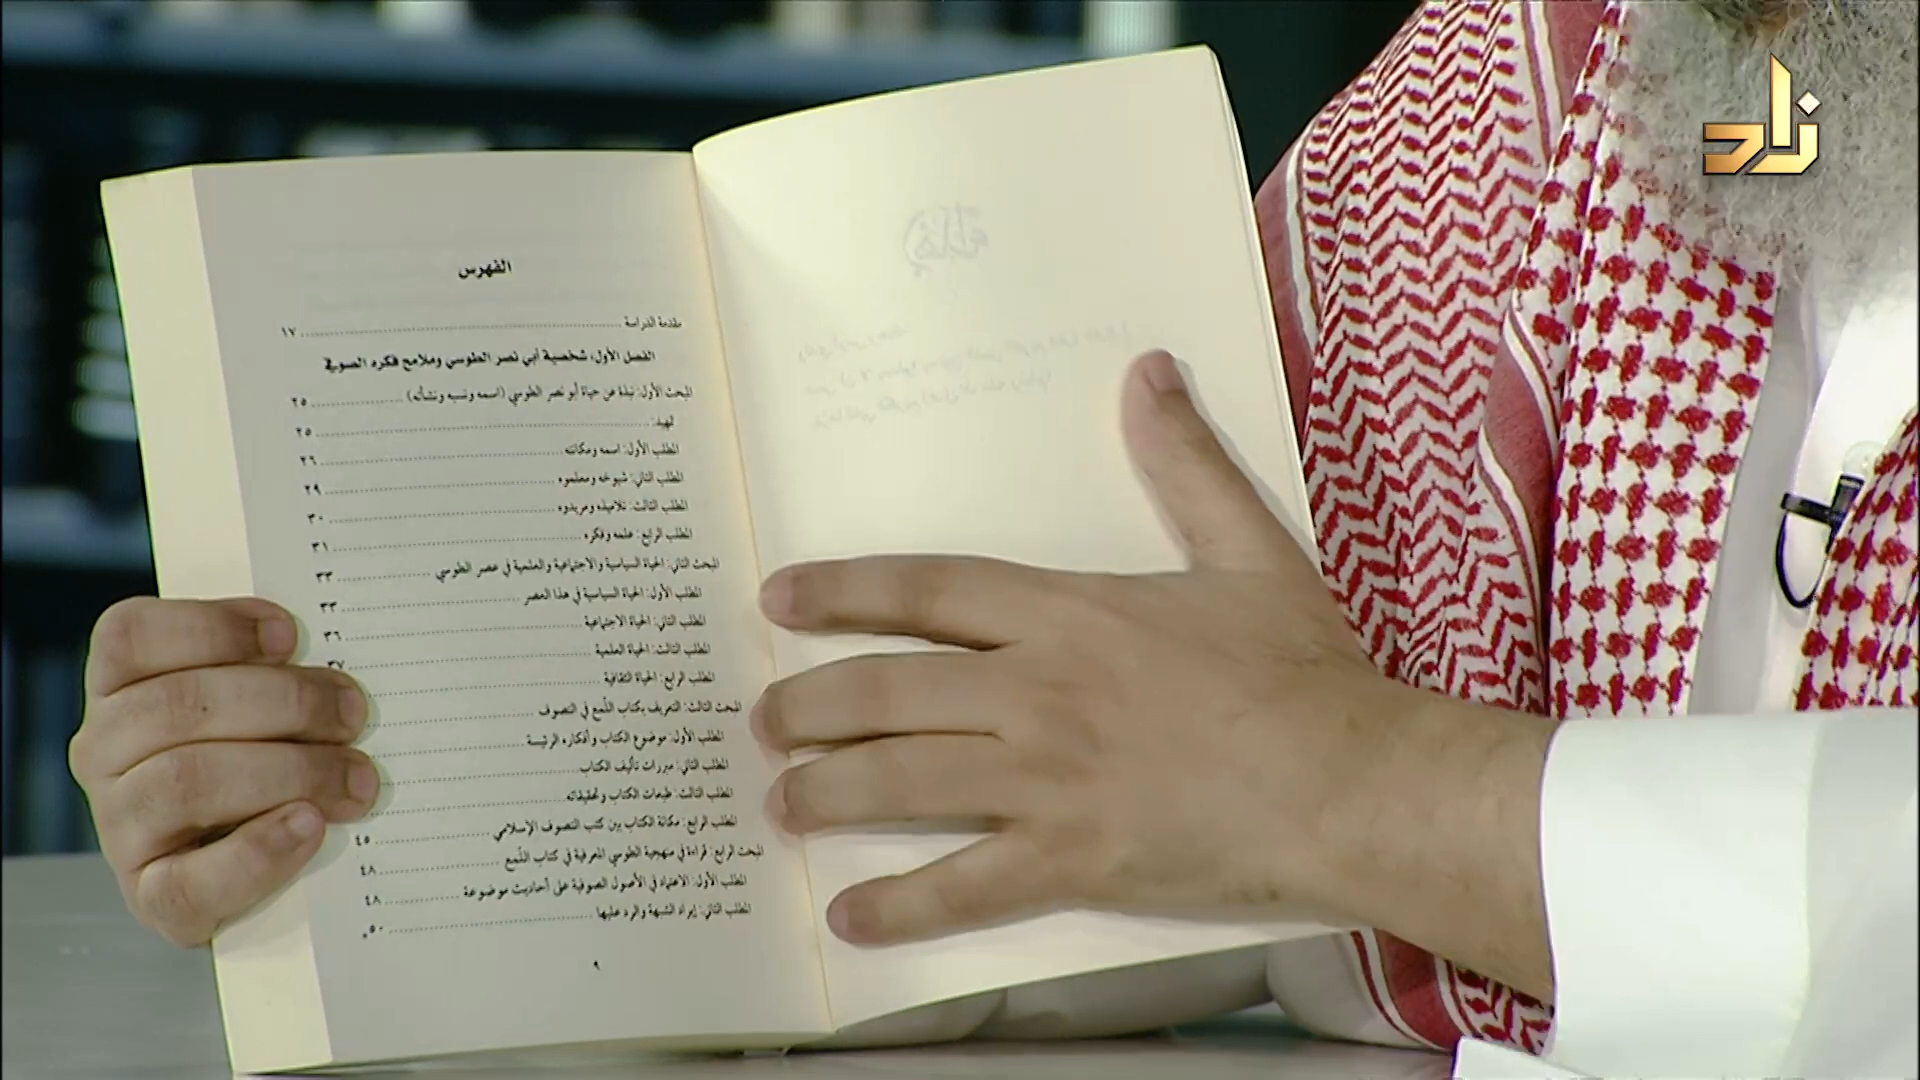 زاد
الفهرس
مقدمة الدراسة ........ ١٧
الفصل الأول: شخصية أبي نصر الطوسي وملامح فكره الصوفي
المبحث الأول: نبذة عن حياة أبو نصر الطوسي (اسمه ونسبه ونشأته) ........ ٢٥
تمهيد: ........ ٢٥
المطلب الأول: اسمه ومكانته ........ ٢٦
المطلب الثاني: شيوخه ومعلموه ........ ٢٩
المطلب الثالث: تلاميذه ومريدوه ........ ٣٠
المطلب الرابع: علمه وفكره ........ ٣١
المبحث الثاني: الحياة السياسية والاجتماعية والعلمية في عصر الطوسي ........ ٣٣
المطلب الأول: الحياة السياسية في هذا العصر ........ ٣٣
المطلب الثاني: الحياة الاجتماعية ........ ٣٦
المطلب الثالث: الحياة العلمية ........ ٣٧
المطلب الرابع: الحياة الثقافية ........
المبحث الثالث: التعريف بكتاب اللُّمع في التصوف ........
المطلب الأول: موضوع الكتاب وأفكاره الرئيسة ........
المطلب الثاني: مبررات تأليف الكتاب ........
المطلب الثالث: طبعات الكتاب وتحقيقاته ........
المطلب الرابع: مكانة الكتاب بين كتب التصوف الإسلامي ........ ٤٥
المبحث الرابع: قراءة في منهجية الطوسي المعرفية في كتاب اللُّمع ........ ٤٨
المطلب الأول: الاعتماد في الأصول الصوفية على أحاديث موضوعة ........ ٤٨
المطلب الثاني: إيراد الشبهة والرد عليها ........ ٥٠
٩